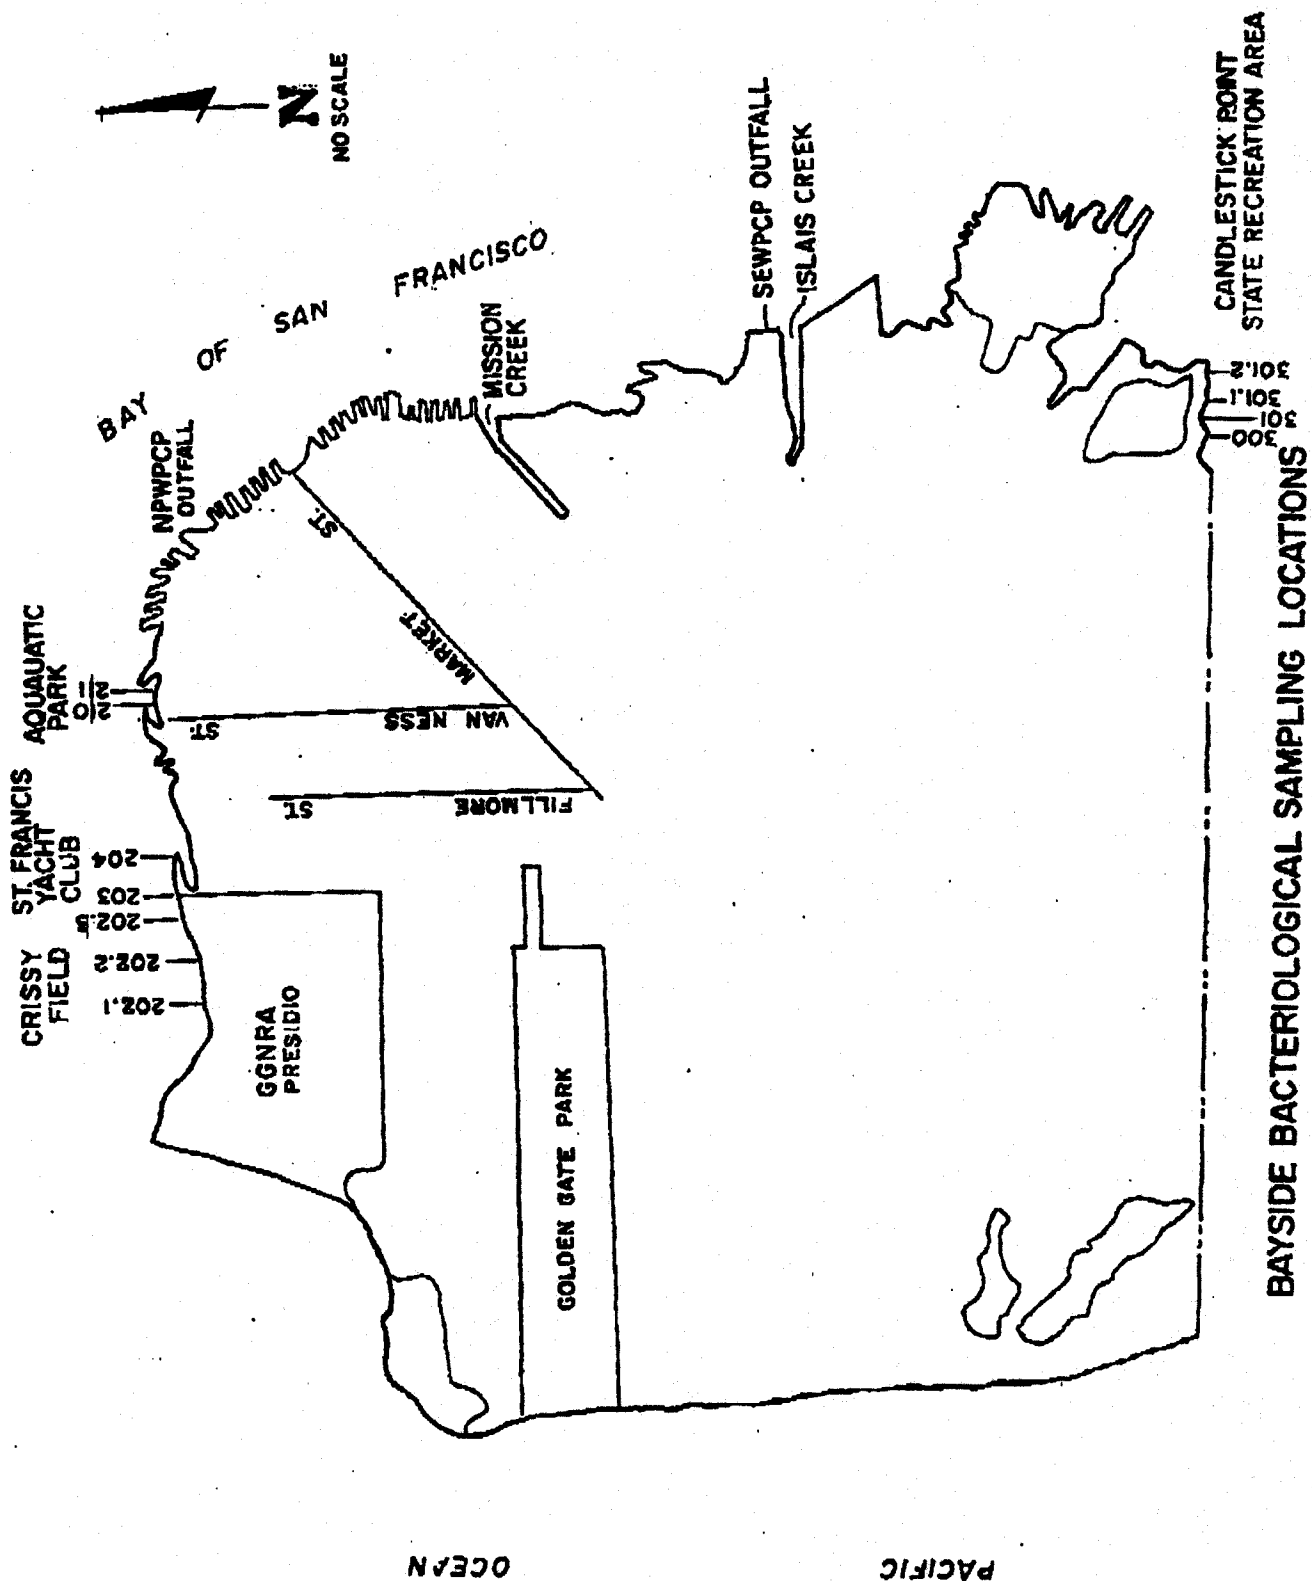 N
NO SCALE
BAY OF SAN FRANCISCO
CRISSY
FIELD
ST. FRANCIS
YACHT
CLUB
AQUAUTIC
PARK
NPWPCP
OUTFALL
202.1
202.2
203
204
210
211
MISSION
CREEK
SEWPCP OUTFALL
ISLAIS CREEK
GGNRA
PRESIDIO
FILLMORE ST.
VAN NESS ST.
MARKET ST.
GOLDEN GATE PARK
PACIFIC OCEAN
300
301
301.1
301.2
CANDLESTICK POINT
STATE RECREATION AREA
BAYSIDE BACTERIOLOGICAL SAMPLING LOCATIONS